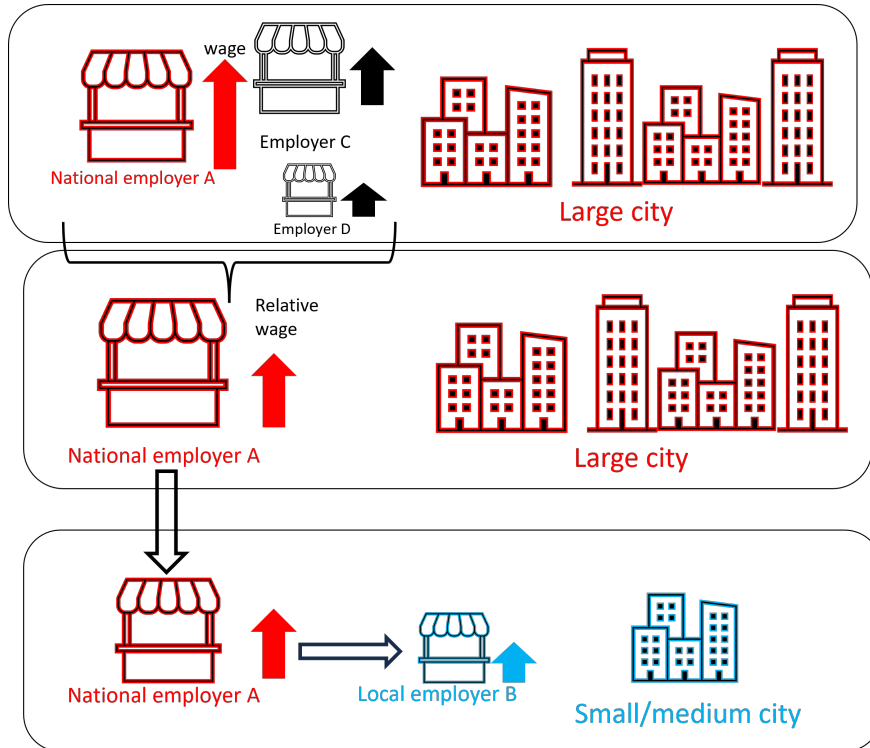 wage
National employer A
Employer C
Employer D
Large city
Relative
wage
National employer A
Large city
National employer A
Local employer B
Small/medium city